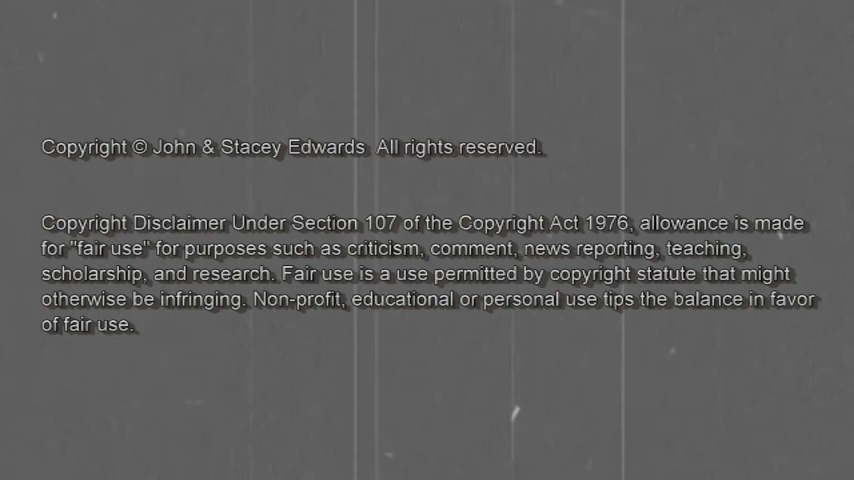 Copyright © John & Stacey Edwards  All rights reserved.
Copyright Disclaimer Under Section 107 of the Copyright Act 1976, allowance is made
for "fair use" for purposes such as criticism, comment, news reporting, teaching,
scholarship, and research. Fair use is a use permitted by copyright statute that might
otherwise be infringing. Non-profit, educational or personal use tips the balance in favor
of fair use.